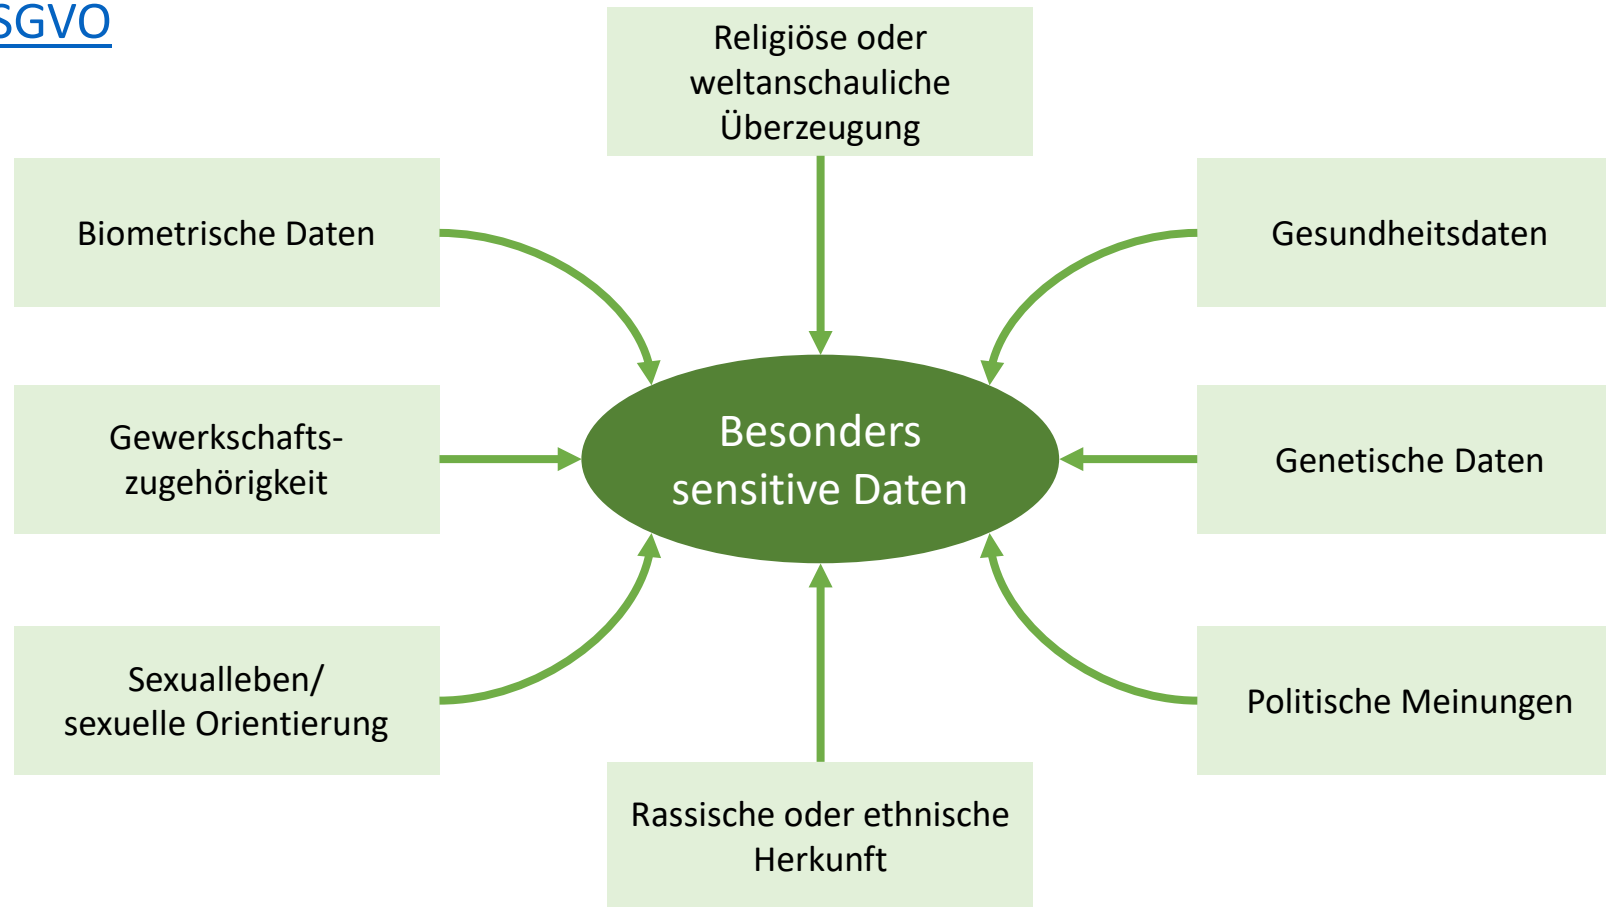 SGVO
Religiöse oder
weltanschauliche
Überzeugung
Biometrische Daten
Gesundheitsdaten
Gewerkschafts-
zugehörigkeit
Besonders
sensitive Daten
Genetische Daten
Sexualleben/
sexuelle Orientierung
Politische Meinungen
Rassische oder ethnische
Herkunft